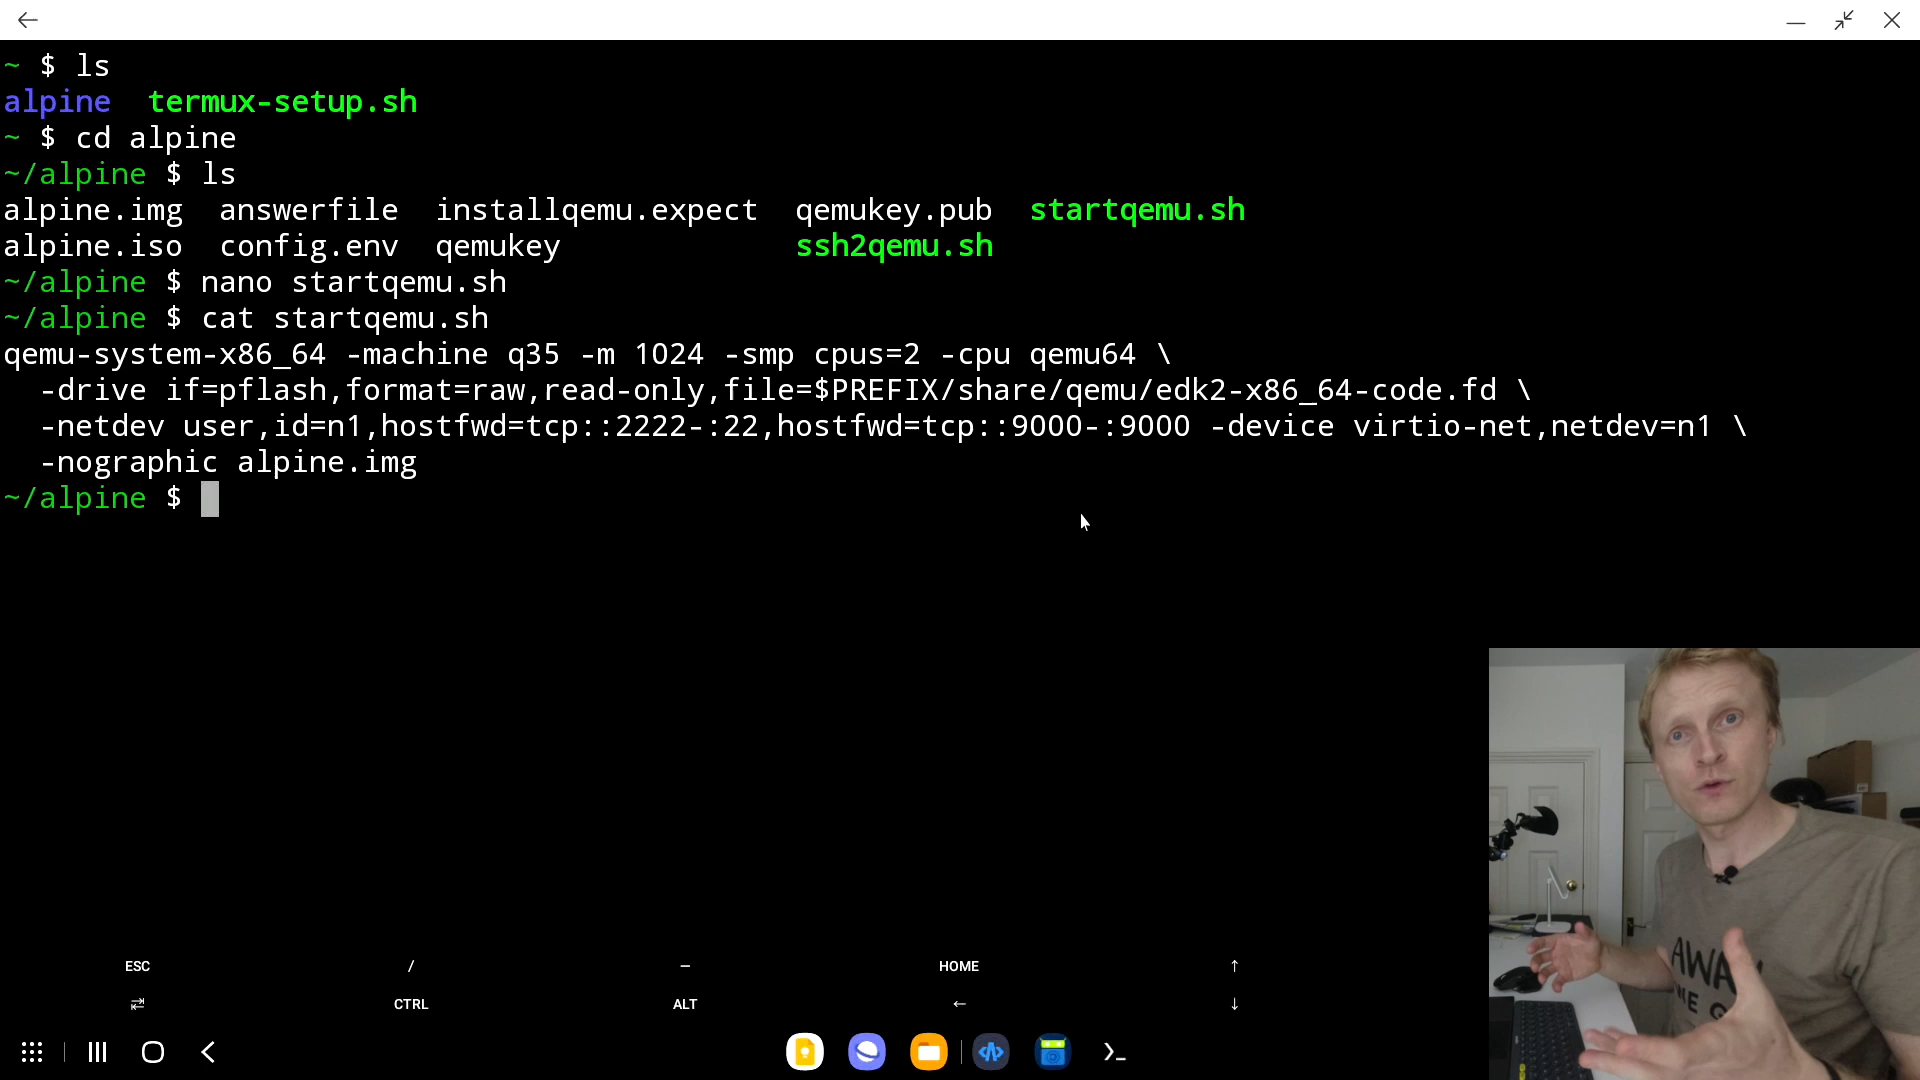 ~ $ ls
alpine  termux-setup.sh
~ $ cd alpine
~/alpine $ ls
alpine.img  answerfile  installqemu.expect  qemukey.pub  startqemu.sh
alpine.iso  config.env  qemukey             ssh2qemu.sh
~/alpine $ nano startqemu.sh
~/alpine $ cat startqemu.sh
qemu-system-x86_64 -machine q35 -m 1024 -smp cpus=2 -cpu qemu64 \
  -drive if=pflash,format=raw,read-only,file=$PREFIX/share/qemu/edk2-x86_64-code.fd \
  -netdev user,id=n1,hostfwd=tcp::2222-:22,hostfwd=tcp::9000-:9000 -device virtio-net,netdev=n1 \
  -nographic alpine.img
~/alpine $
AWAY
ESC / — HOME ↑
⇄ CTRL ALT ← ↓